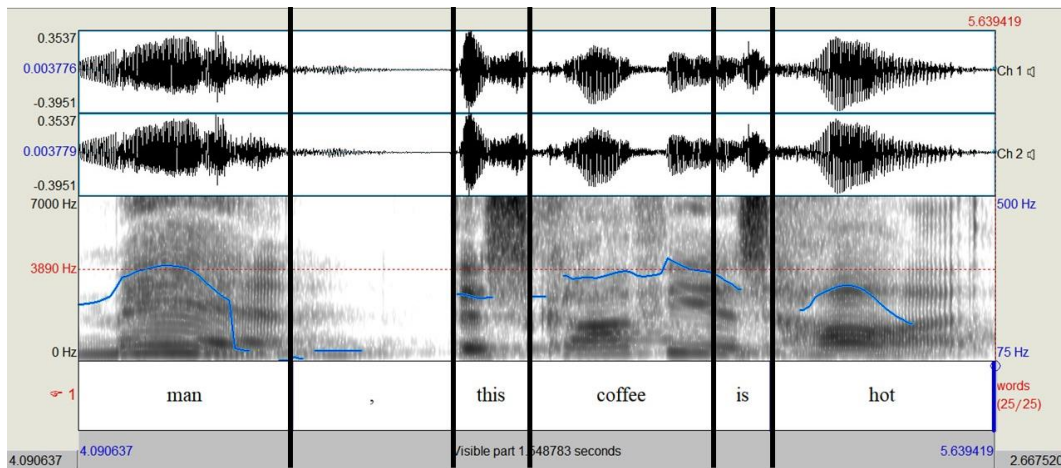 5.639419
0.3537
0.003776
-0.3951
Ch 1
0.3537
0.003779
-0.3951
Ch 2
7000 Hz
500 Hz
3890 Hz
0 Hz
75 Hz
1
man , this coffee is hot
words
(25/25)
4.090637
4.090637 Visible part 1.548783 seconds 5.639419
2.667520